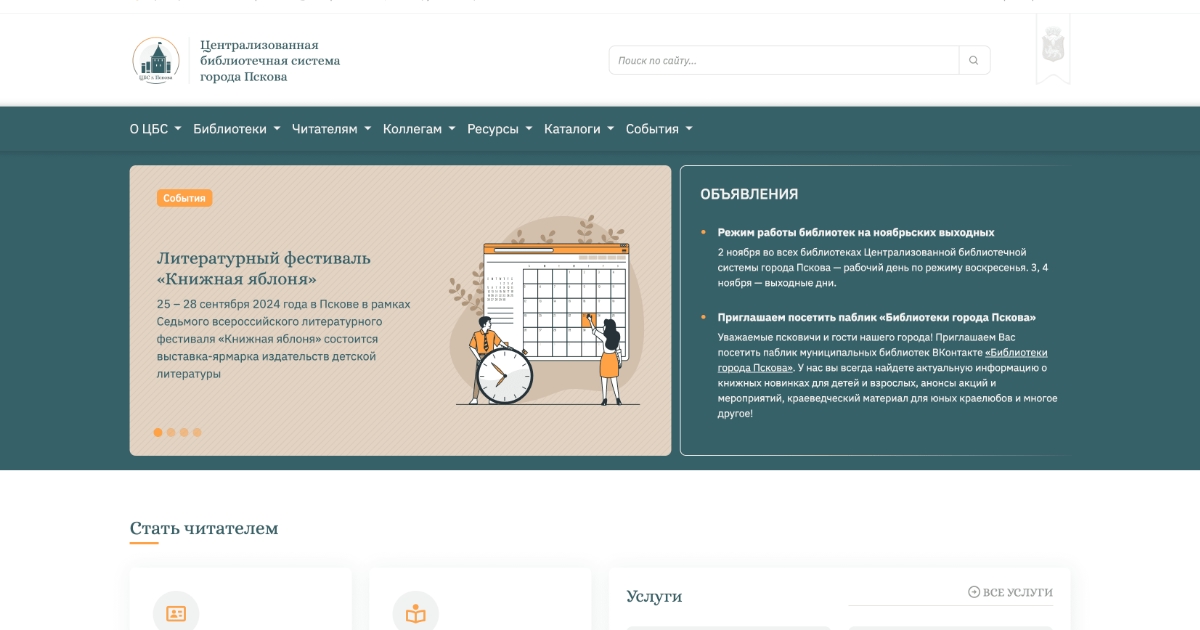 Централизованная
библиотечная система
города Пскова
ЦБС г. Пскова
Поиск по сайту...
О ЦБС Библиотеки Читателям Коллегам Ресурсы Каталоги События
События
Литературный фестиваль
«Книжная яблоня»
25 – 28 сентября 2024 года в Пскове в рамках
Седьмого всероссийского литературного
фестиваля «Книжная яблоня» состоится
выставка-ярмарка издательств детской
литературы
ОБЪЯВЛЕНИЯ
Режим работы библиотек на ноябрьских выходных
2 ноября во всех библиотеках Централизованной библиотечной
системы города Пскова — рабочий день по режиму воскресенья. 3, 4
ноября — выходные дни.
Приглашаем посетить паблик «Библиотеки города Пскова»
Уважаемые псковичи и гости нашего города! Приглашаем Вас
посетить паблик муниципальных библиотек ВКонтакте «Библиотеки
города Пскова». У нас вы всегда найдете актуальную информацию о
книжных новинках для детей и взрослых, анонсы акций и
мероприятий, краеведческий материал для юных краелюбов и многое
другое!
Стать читателем
Услуги
ВСЕ УСЛУГИ